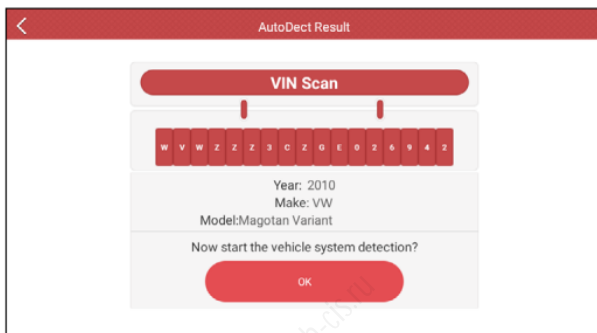 AutoDect Result
VIN Scan
W V W Z Z Z 3 C Z G E 0 2 6 9 4 2
Year: 2010
Make: VW
Model:Magotan Variant
Now start the vehicle system detection?
OK